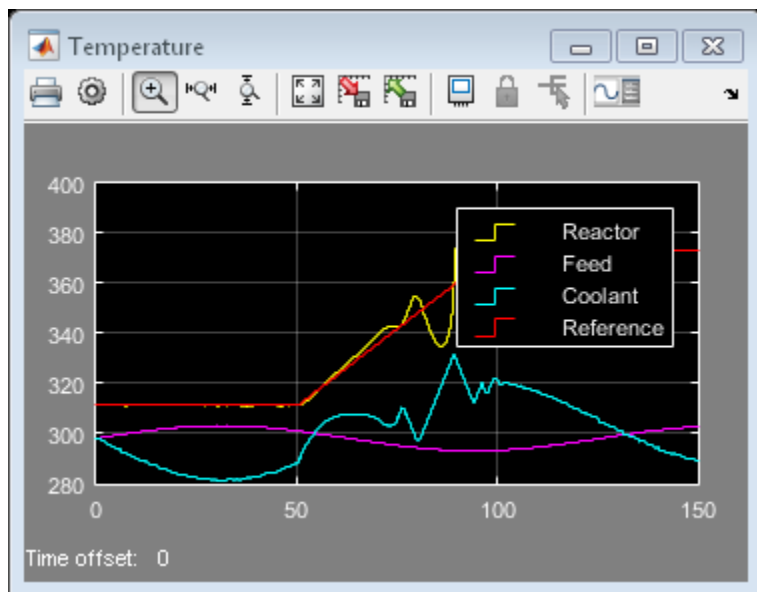 Temperature
400
380
360
340
320
300
280
0
50
100
150
Reactor
Feed
Coolant
Reference
Time offset: 0